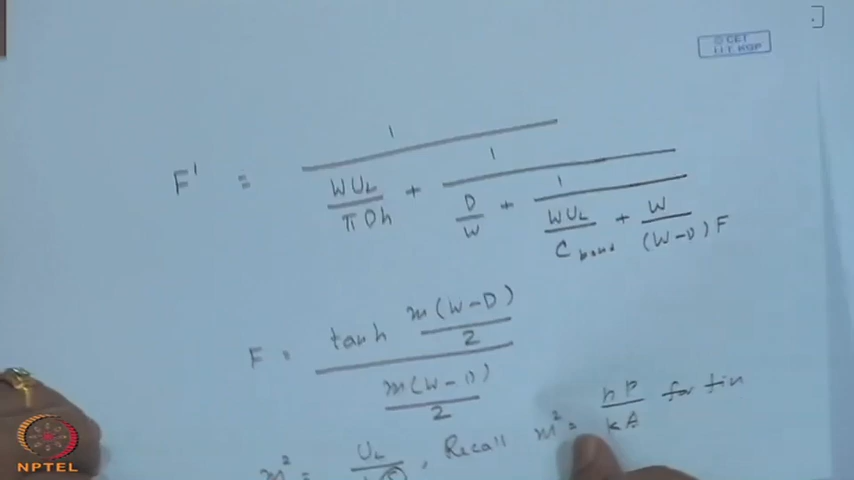 © CET
I.I.T. KGP
F' = 1 / (WU_L / πDh + 1 / (D / W + 1 / (WU_L / C_bond + W / (W-D)F)))
F = tanh m(W-D)/2 / m(W-D)/2
m² = U_L / , Recall m² = hP / kA for fin
NPTEL